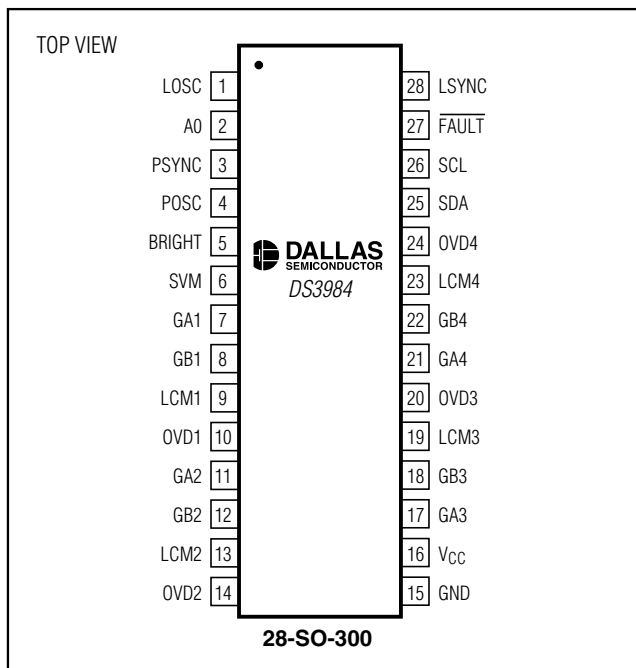 TOP VIEW
LOSC 1
A0 2
PSYNC 3
POSC 4
BRIGHT 5
SVM 6
GA1 7
GB1 8
LCM1 9
OVD1 10
GA2 11
GB2 12
LCM2 13
OVD2 14
DALLAS
SEMICONDUCTOR
DS3984
28 LSYNC
27 FAULT
26 SCL
25 SDA
24 OVD4
23 LCM4
22 GB4
21 GA4
20 OVD3
19 LCM3
18 GB3
17 GA3
16 VCC
15 GND
28-SO-300